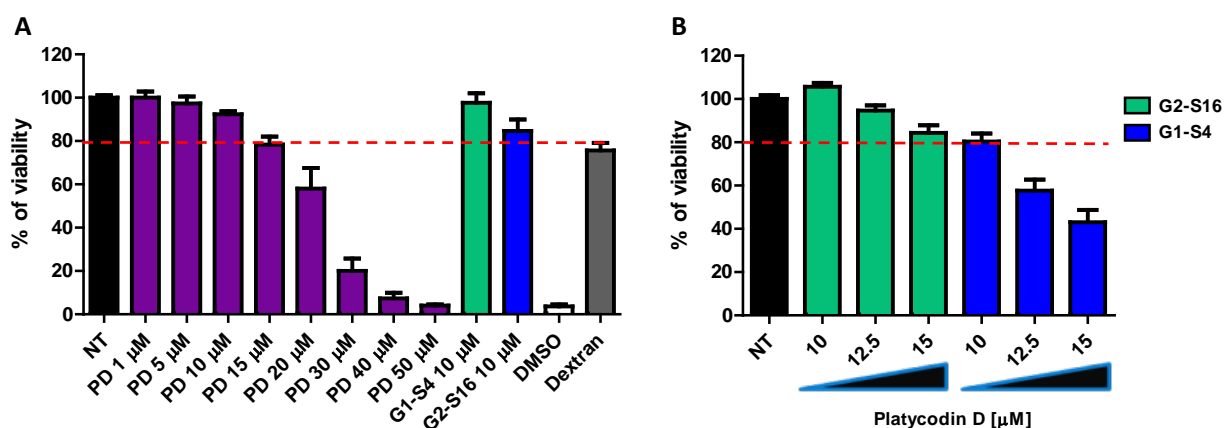 A
% of viability
120
100
80
60
40
20
0
NT
PD 1 µM
PD 5 µM
PD 10 µM
PD 15 µM
PD 20 µM
PD 30 µM
PD 40 µM
PD 50 µM
G1-S4 10 µM
G2-S16 10 µM
DMSO
Dextran
B
% of viability
120
100
80
60
40
20
0
NT
10
12.5
15
10
12.5
15
Platycodin D [µM]
G2-S16
G1-S4